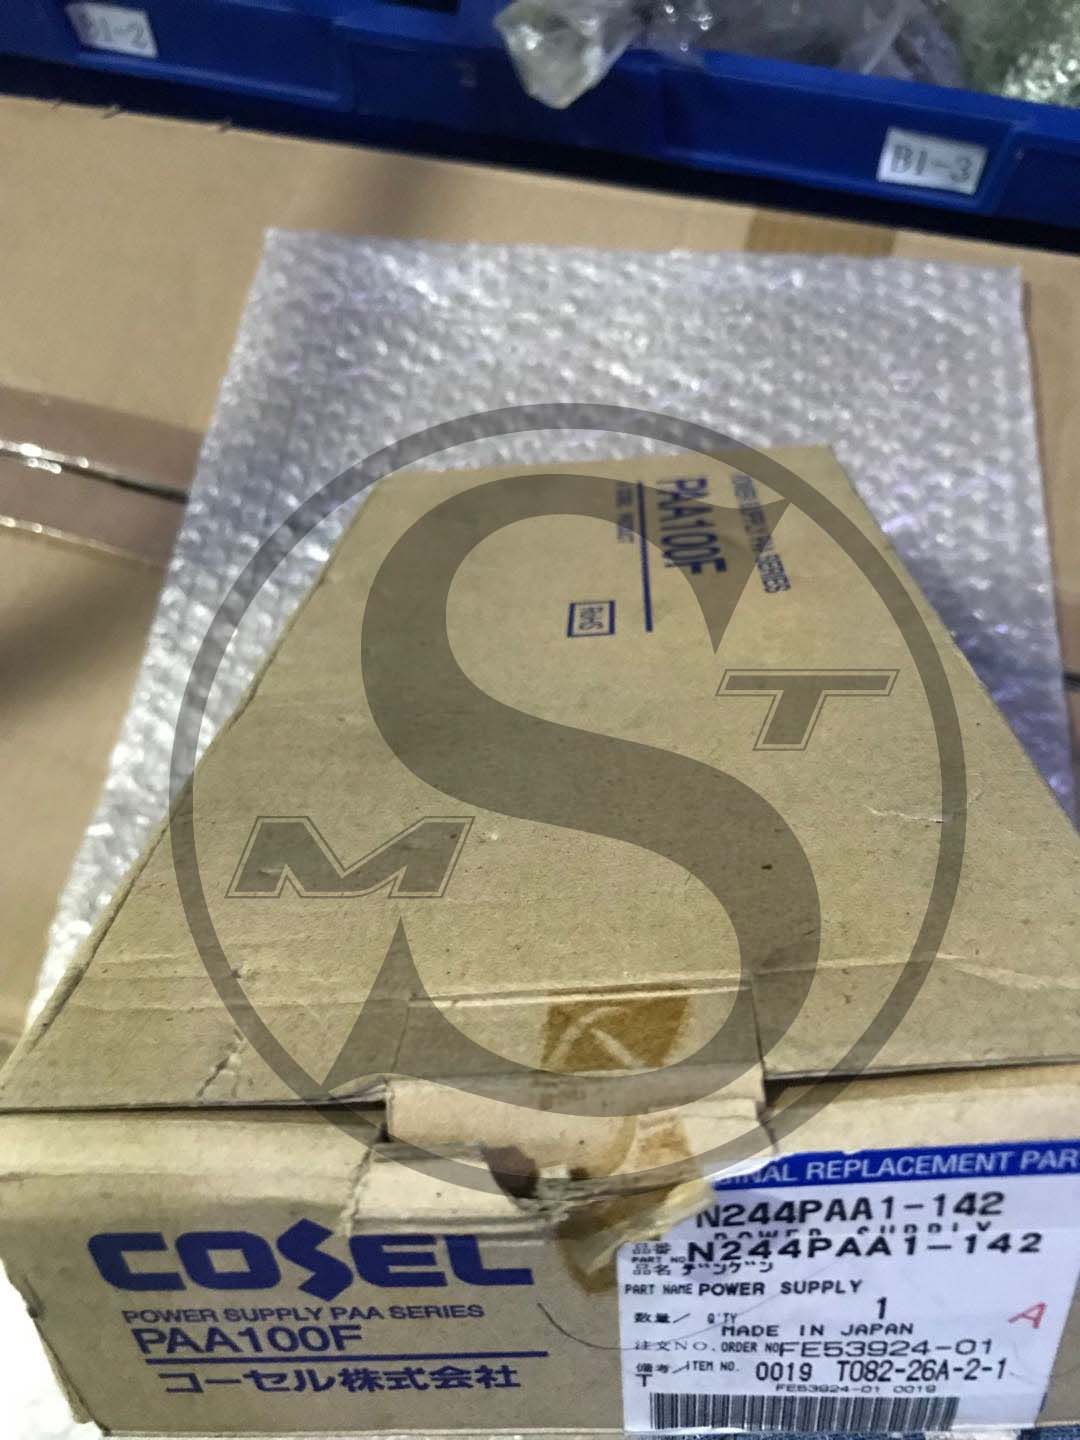 B1-2
B1-3
POWER SUPPLY PAA SERIES
PAA100F
RoHS
S
M T
COSEL
POWER SUPPLY PAA SERIES
PAA100F
コーセル株式会社
ORIGINAL REPLACEMENT PAR
N244PAA1-142
POWER SUPPLY
品番 PART NO. N244PAA1-142
品名 デンゲン
PART NAME POWER SUPPLY
数量/Q'TY 1
A
MADE IN JAPAN
注文NO. ORDER NO FE53924-01
備考/ITEM NO. 0019 T082-26A-2-1
T
FE53924-01 0019